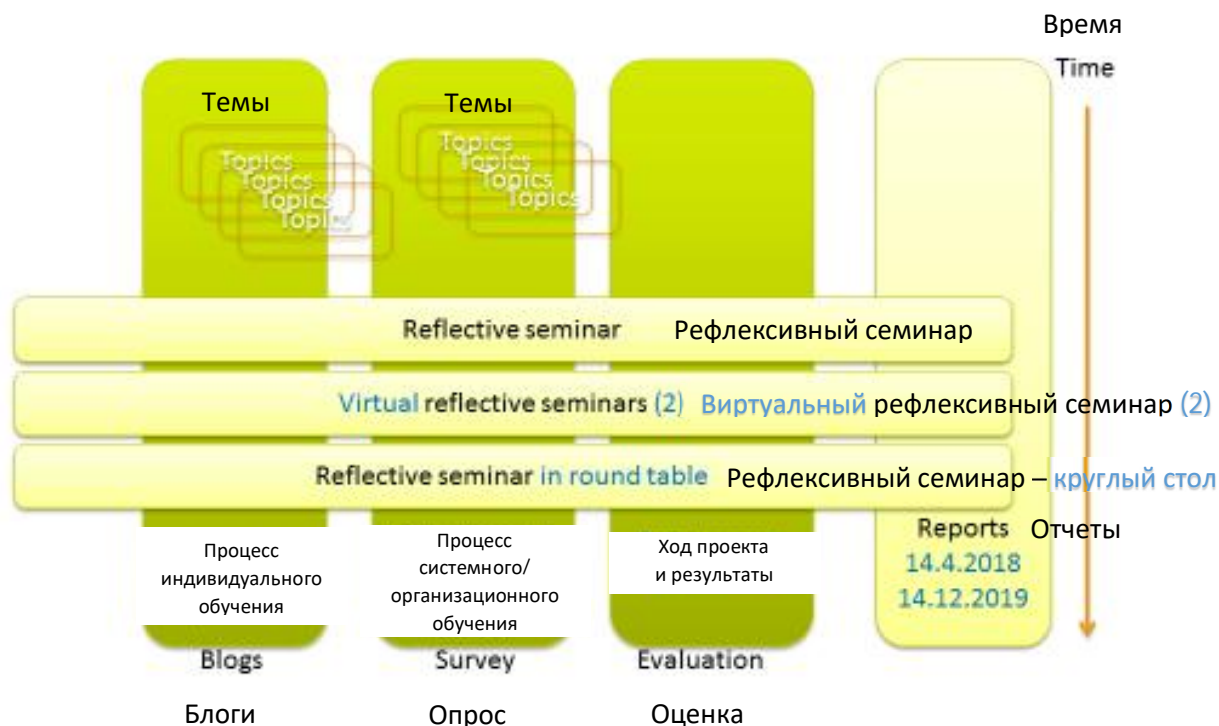 Время
Time
Темы
Темы
Topics
Topics
Topics
Topics
Topics
Topics
Topics
Topics
Reflective seminar Рефлексивный семинар
Virtual reflective seminars (2) Виртуальный рефлексивный семинар (2)
Reflective seminar in round table Рефлексивный семинар – круглый стол
Процесс
индивидуального
обучения
Процесс
системного/
организационного
обучения
Ход проекта
и результаты
Reports Отчеты
14.4.2018
14.12.2019
Blogs
Survey
Evaluation
Блоги
Опрос
Оценка